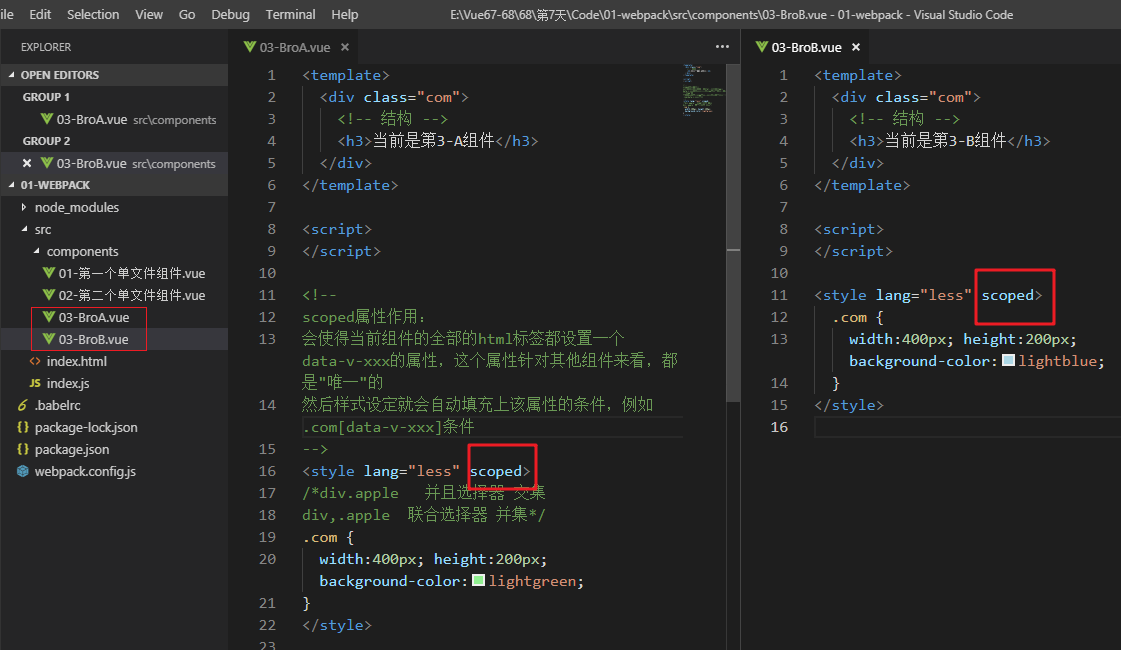 ile Edit Selection View Go Debug Terminal Help E:\Vue67-68\68\第7天\Code\01-webpack\src\components\03-BroB.vue - 01-webpack - Visual Studio Code
EXPLORER
OPEN EDITORS
GROUP 1
03-BroA.vue src\components
GROUP 2
03-BroB.vue src\components
01-WEBPACK
node_modules
src
components
01-第一个单文件组件.vue
02-第二个单文件组件.vue
03-BroA.vue
03-BroB.vue
index.html
JS index.js
.babelrc
package-lock.json
package.json
webpack.config.js
03-BroA.vue
1 <template>
2 <div class="com">
3 <!-- 结构 -->
4 <h3>当前是第3-A组件</h3>
5 </div>
6 </template>
7
8 <script>
9 </script>
10
11 <!--
12 scoped属性作用：
13 会使得当前组件的全部的html标签都设置一个
data-v-xxx的属性，这个属性针对其他组件来看，都
是"唯一"的
14 然后样式设定就会自动填充上该属性的条件，例如
.com[data-v-xxx]条件
15 -->
16 <style lang="less" scoped>
17 /*div.apple 并且选择器 交集
18 div,.apple 联合选择器 并集*/
19 .com {
20 width:400px; height:200px;
background-color:lightgreen;
21 }
22 </style>
23
03-BroB.vue
1 <template>
2 <div class="com">
3 <!-- 结构 -->
4 <h3>当前是第3-B组件</h3>
5 </div>
6 </template>
7
8 <script>
9 </script>
10
11 <style lang="less" scoped>
12 .com {
13 width:400px; height:200px;
background-color:lightblue;
14 }
15 </style>
16